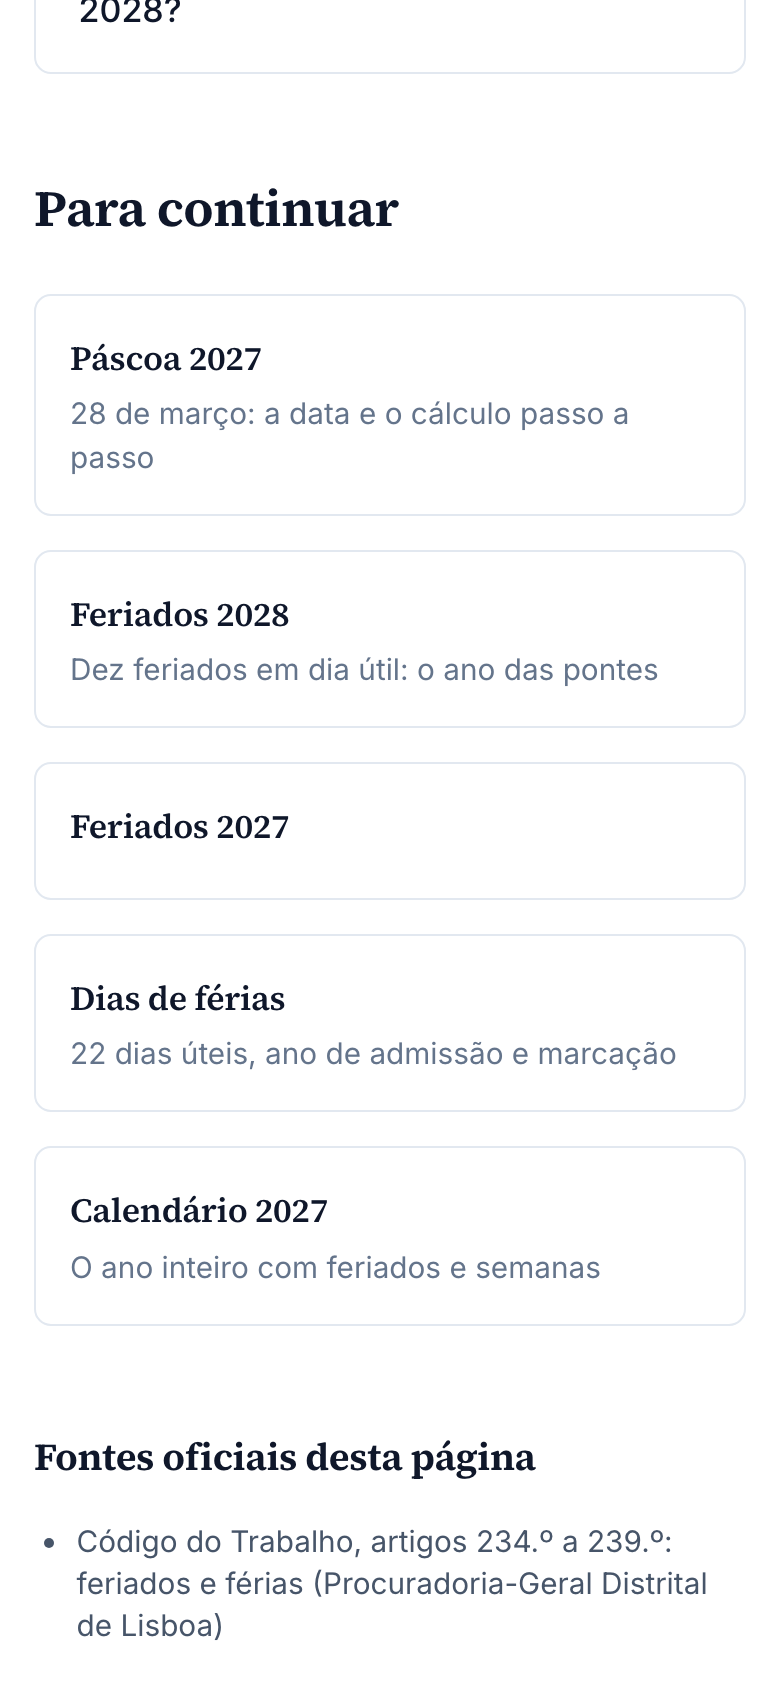 2028?
Para continuar
Páscoa 2027
28 de março: a data e o cálculo passo a
passo
Feriados 2028
Dez feriados em dia útil: o ano das pontes
Feriados 2027
Dias de férias
22 dias úteis, ano de admissão e marcação
Calendário 2027
O ano inteiro com feriados e semanas
Fontes oficiais desta página
• Código do Trabalho, artigos 234.º a 239.º:
feriados e férias (Procuradoria-Geral Distrital
de Lisboa)